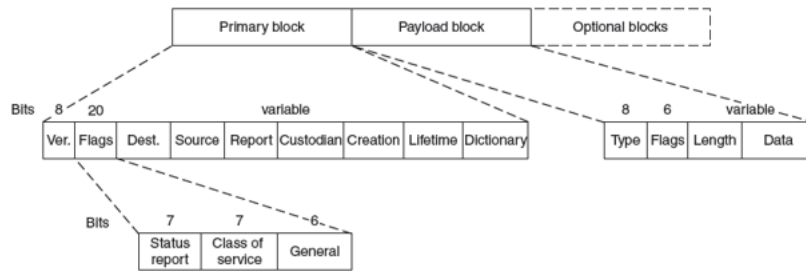 Primary block Payload block Optional blocks
Bits 8 20 variable 8 6 variable
Ver. Flags Dest. Source Report Custodian Creation Lifetime Dictionary Type Flags Length Data
Bits 7 7 6
Status report Class of service General